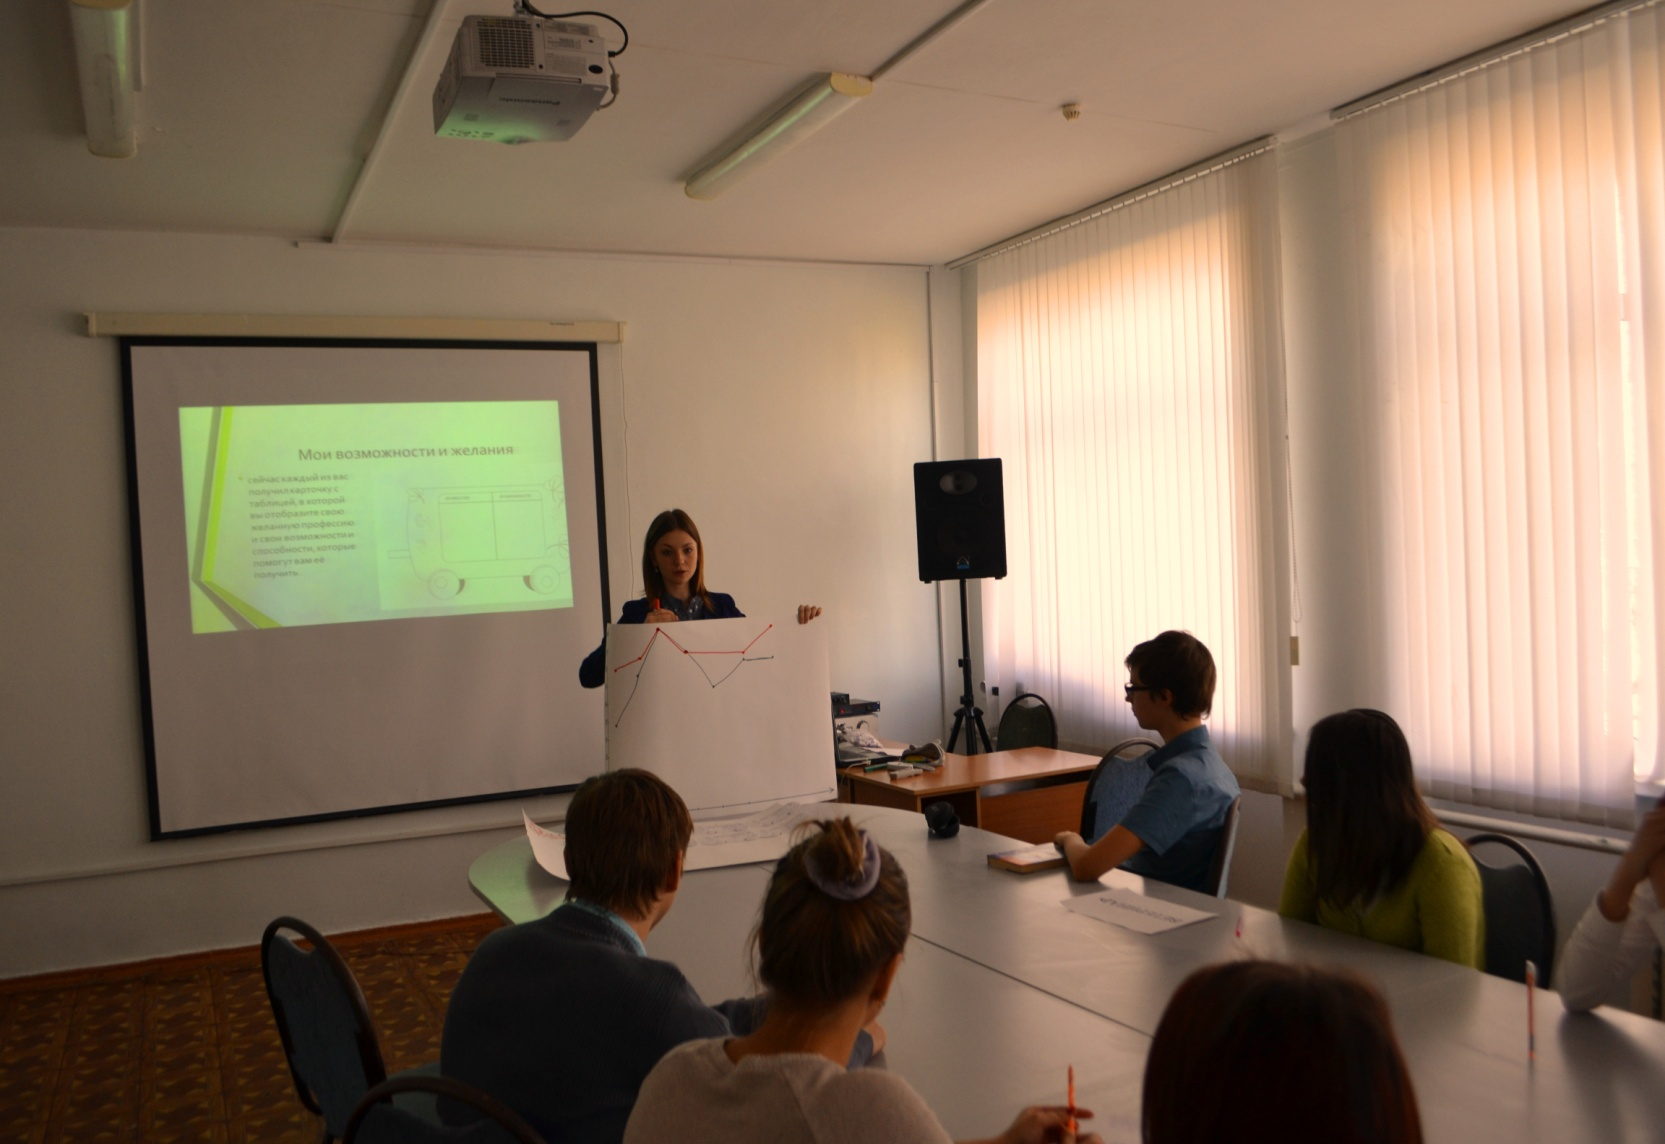 Panasonic
Мои возможности и желания
сейчас каждый из вас
получил карточку с
таблицей, в которой
вы отобразите свою
желанную профессию
и свои возможности и
способности, которые
помогут вам её
получить.